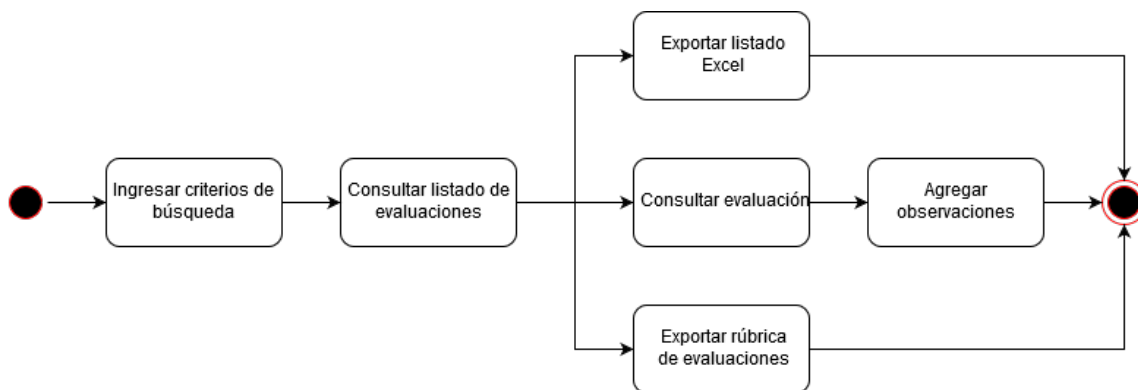 Exportar listado
Excel
Ingresar criterios de
búsqueda
Consultar listado de
evaluaciones
Consultar evaluación
Agregar
observaciones
Exportar rúbrica
de evaluaciones